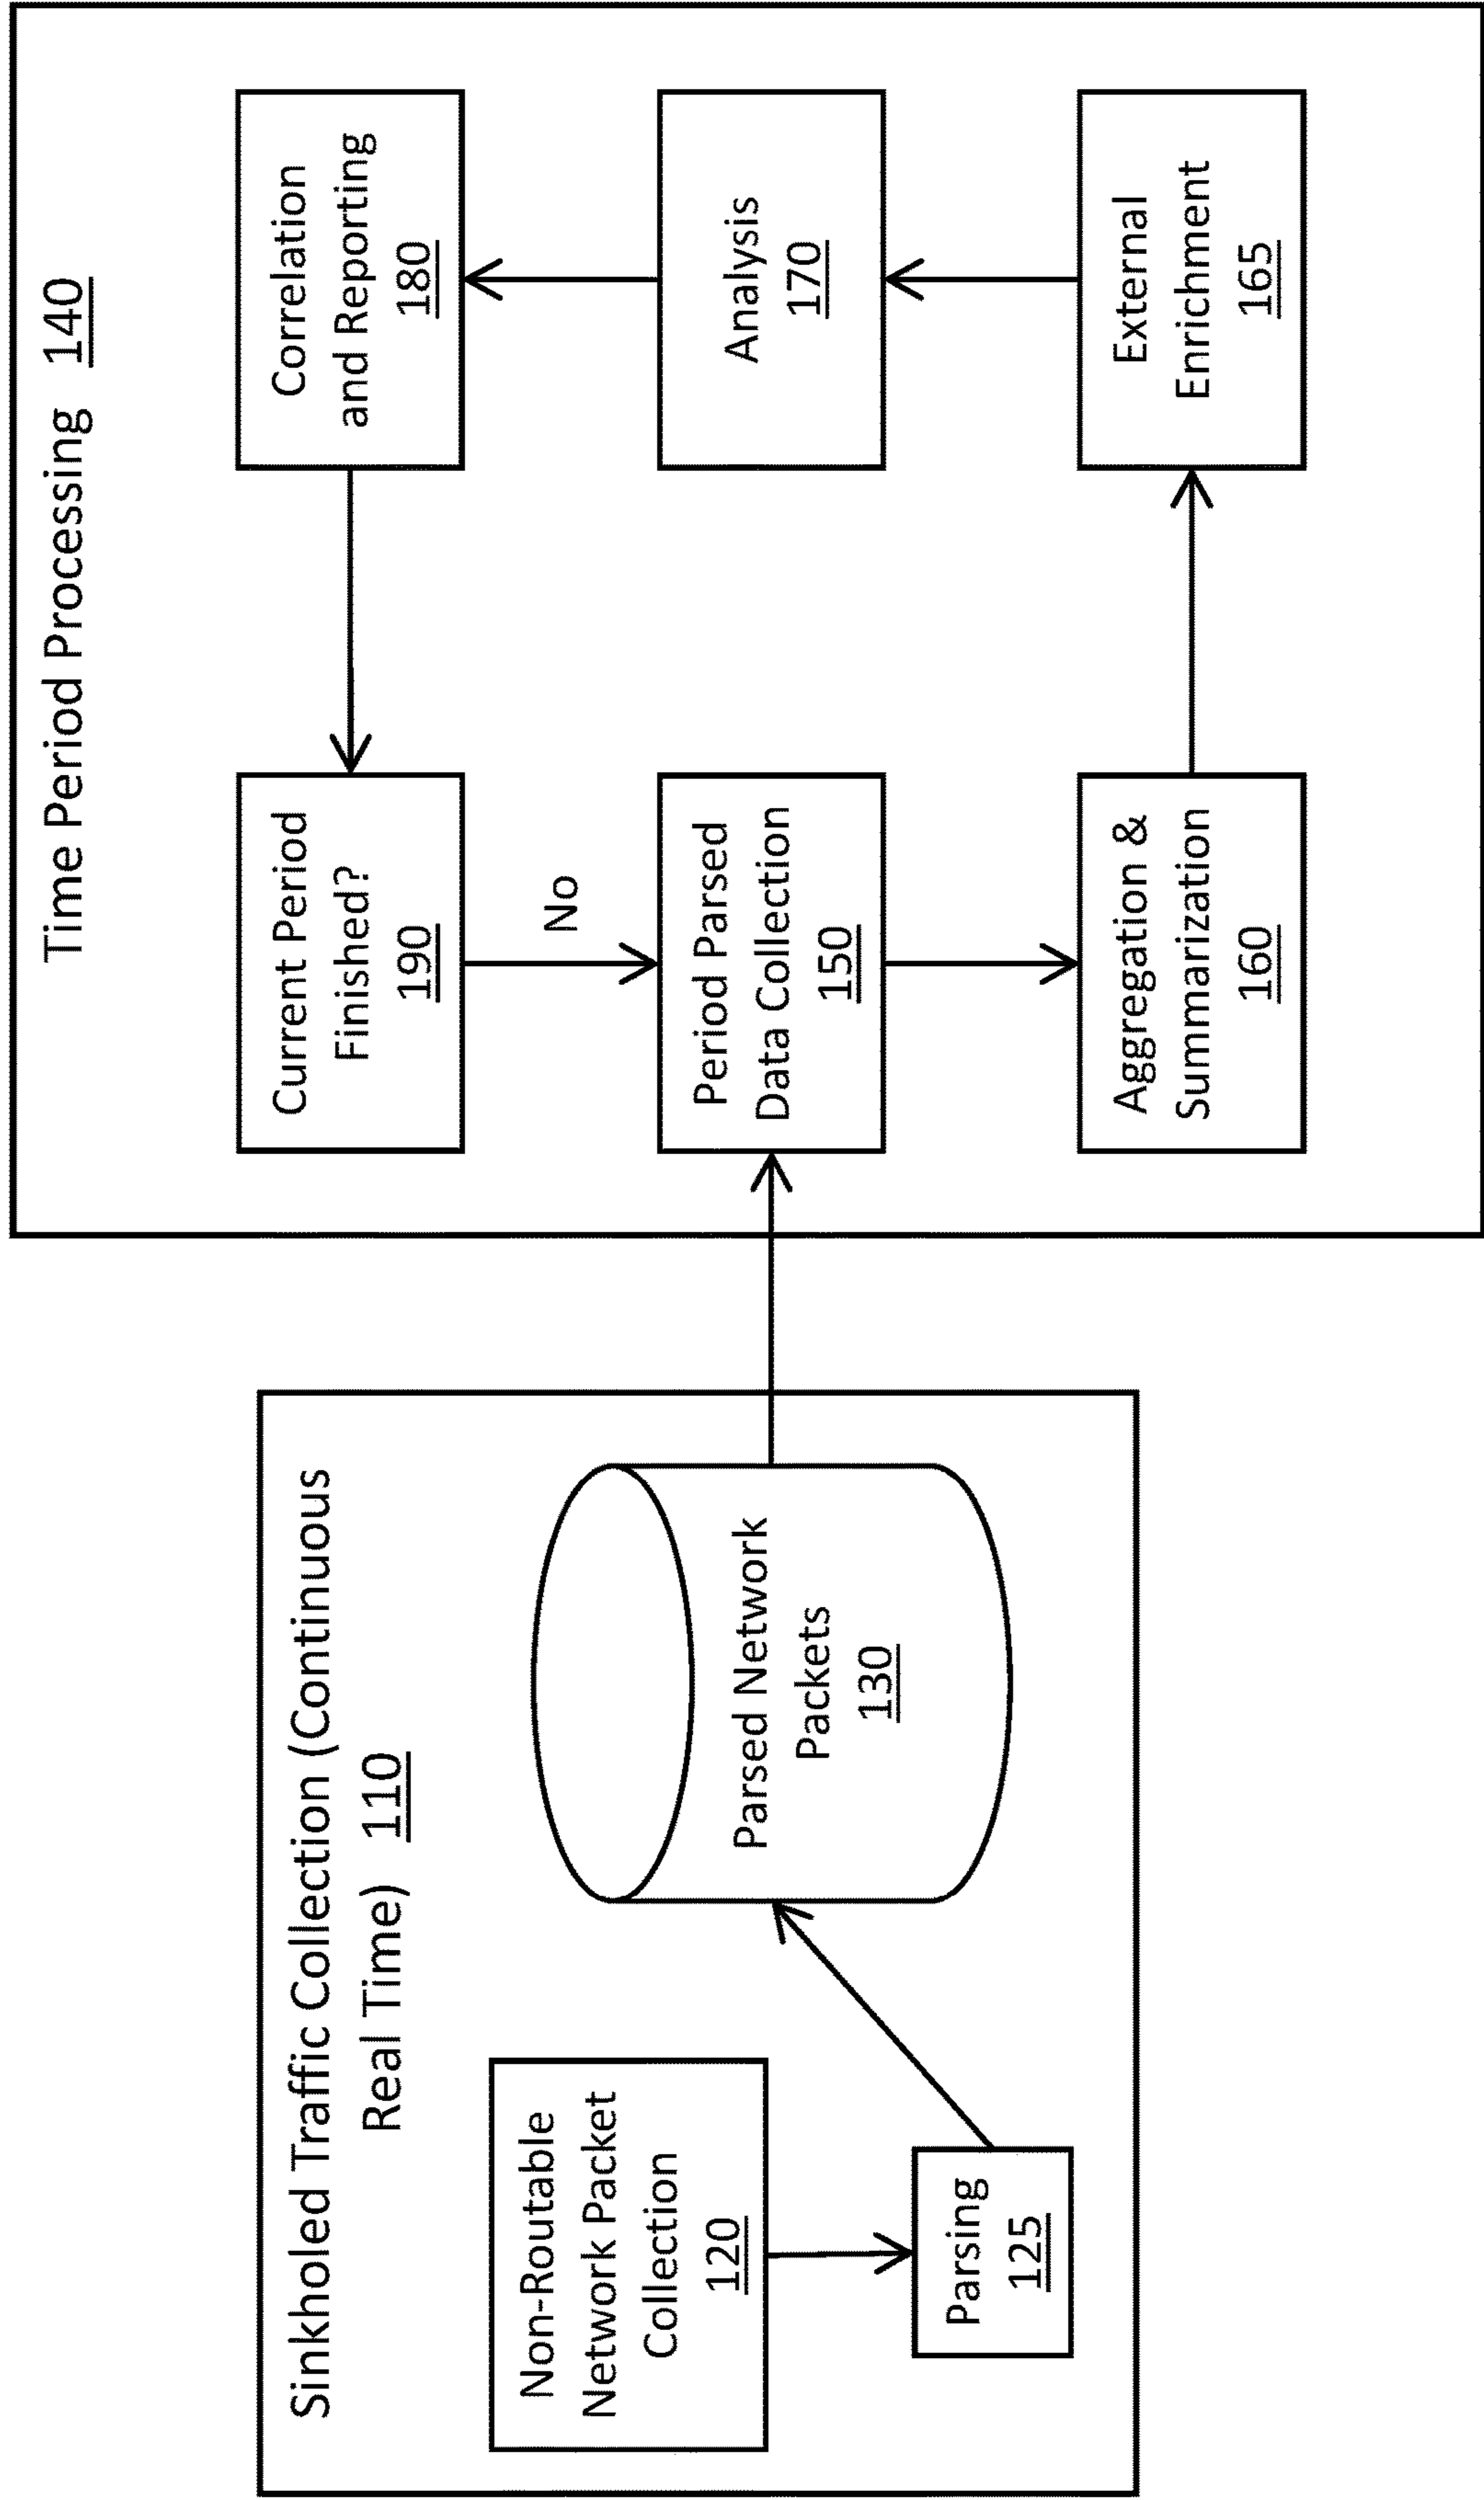 Sinkholed Traffic Collection (Continuous
Real Time) 110
Non-Routable
Network Packet
Collection
120
Parsing
125
Parsed Network
Packets
130
Time Period Processing 140
Current Period
Finished?
190
No
Period Parsed
Data Collection
150
Aggregation &
Summarization
160
Correlation
and Reporting
180
Analysis
170
External
Enrichment
165